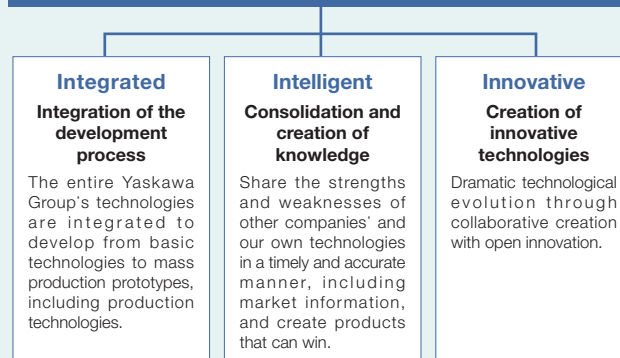 Integrated
Integration of the
development
process
The entire Yaskawa
Group's technologies
are integrated to
develop from basic
technologies to mass
production prototypes,
including production
technologies.
Intelligent
Consolidation and
creation of
knowledge
Share the strengths
and weaknesses of
other companies' and
our own technologies
in a timely and accurate
manner, including
market information,
and create products
that can win.
Innovative
Creation of
innovative
technologies
Dramatic technological
evolution through
collaborative creation
with open innovation.